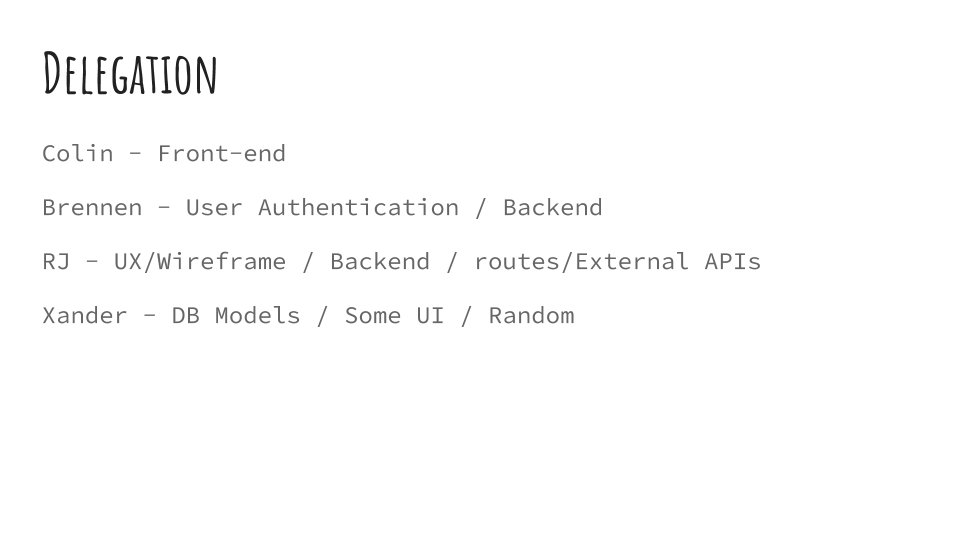 Delegation
Colin - Front-end
Brennen - User Authentication / Backend
RJ - UX/Wireframe / Backend / routes/External APIs
Xander - DB Models / Some UI / Random